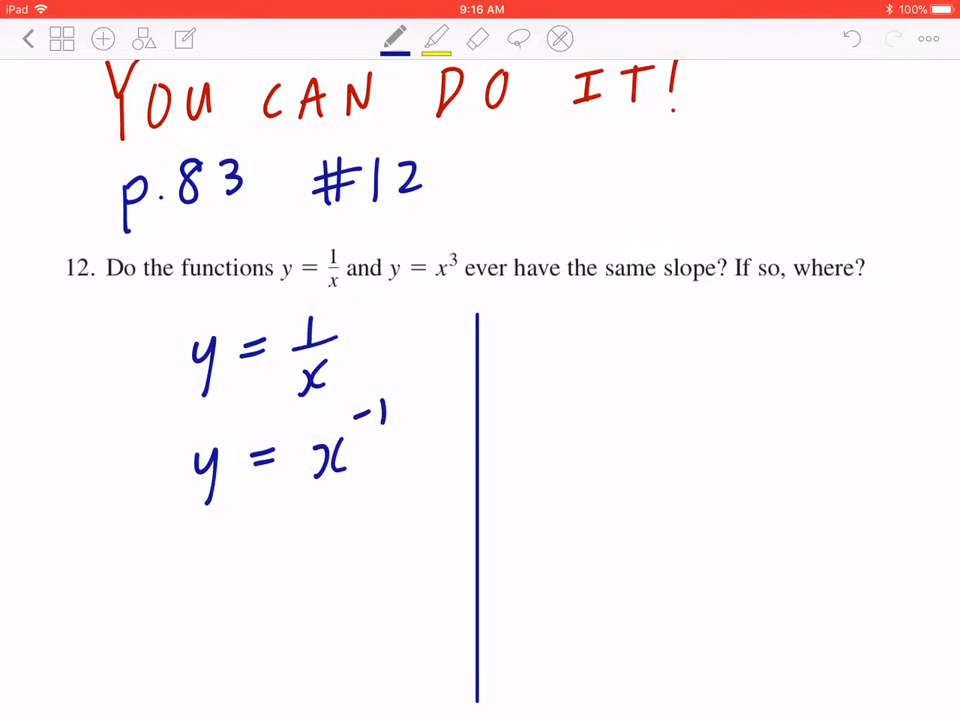 iPad 9:16 AM 100%
YOU CAN DO IT!
p.83 #12
12. Do the functions y = 1/x and y = x³ ever have the same slope? If so, where?
y = 1/x
y = x⁻¹